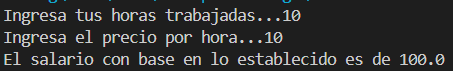 Ingresa tus horas trabajadas...10
Ingresa el precio por hora...10
El salario con base en lo establecido es de 100.0